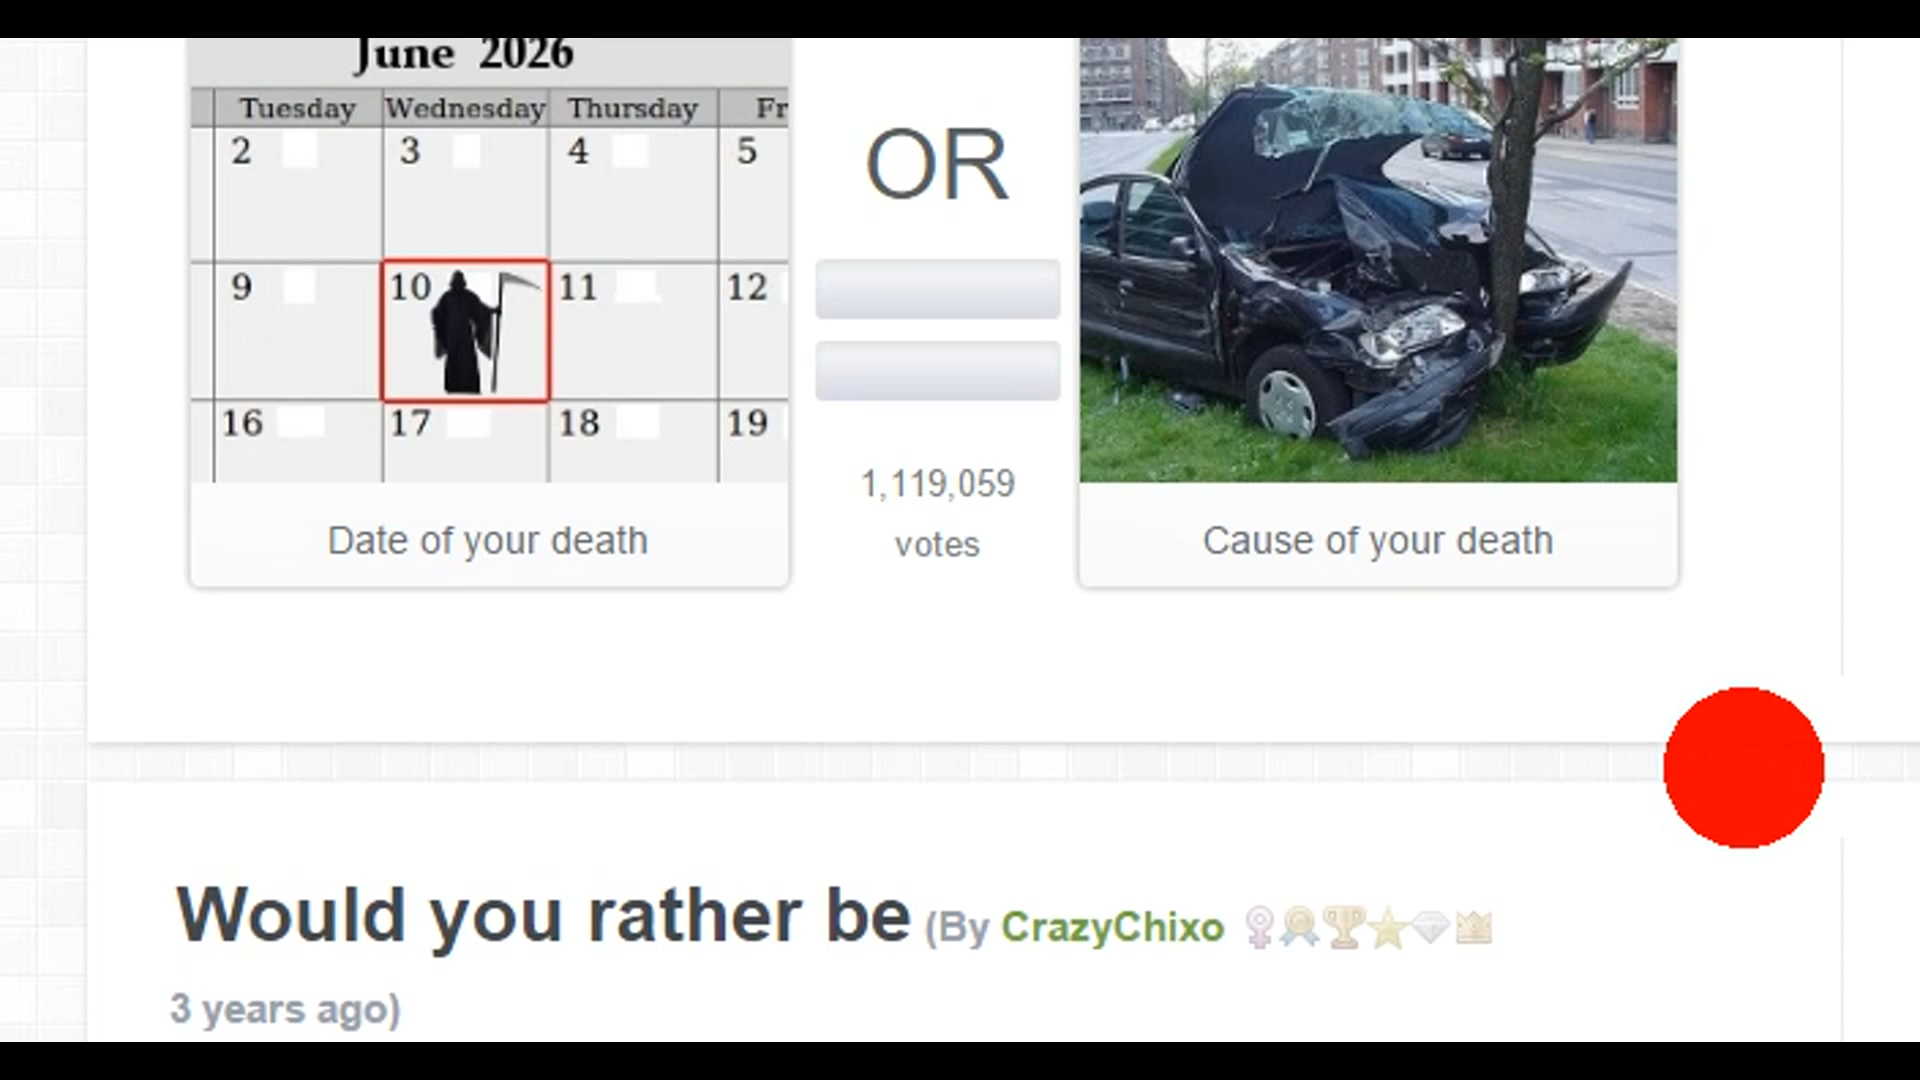 June 2026
Tuesday Wednesday Thursday Fr
2 3 4 5
9 10 11 12
16 17 18 19
Date of your death
OR
1,119,059
votes
Cause of your death
Would you rather be (By CrazyChixo
3 years ago)